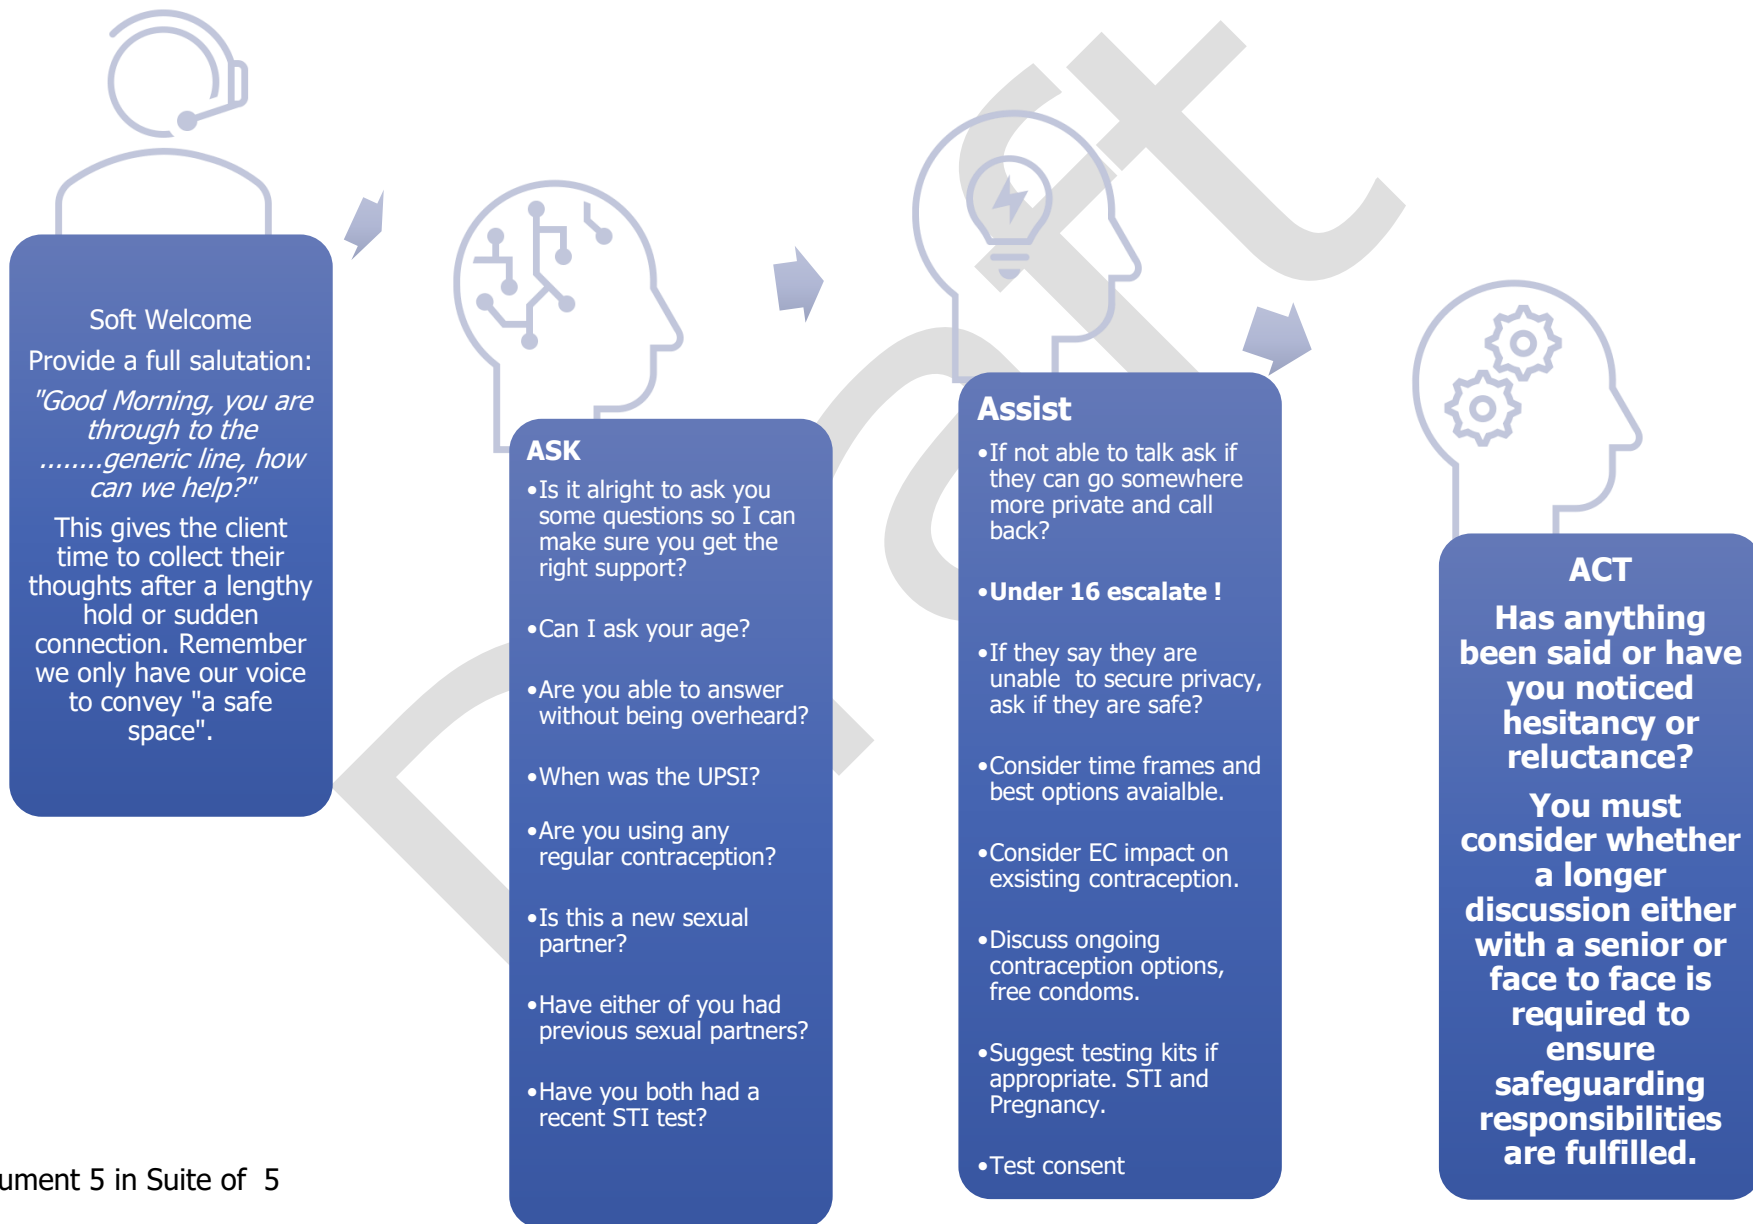 Soft Welcome
Provide a full salutation:
"Good Morning, you are
through to the
........generic line, how
can we help?"
This gives the client
time to collect their
thoughts after a lengthy
hold or sudden
connection. Remember
we only have our voice
to convey "a safe
space".
ASK
•Is it alright to ask you
some questions so I can
make sure you get the
right support?
•Can I ask your age?
•Are you able to answer
without being overheard?
•When was the UPSI?
•Are you using any
regular contraception?
•Is this a new sexual
partner?
•Have either of you had
previous sexual partners?
•Have you both had a
recent STI test?
Assist
•If not able to talk ask if
they can go somewhere
more private and call
back?
•Under 16 escalate !
•If they say they are
unable  to secure privacy,
ask if they are safe?
•Consider time frames and
best options avaialble.
•Consider EC impact on
exsisting contraception.
•Discuss ongoing
contraception options,
free condoms.
•Suggest testing kits if
appropriate. STI and
Pregnancy.
•Test consent
ACT
Has anything
been said or have
you noticed
hesitancy or
reluctance?
You must
consider whether
a longer
discussion either
with a senior or
face to face is
required to
ensure
safeguarding
responsibilities
are fulfilled.
ument 5 in Suite of  5
Draft